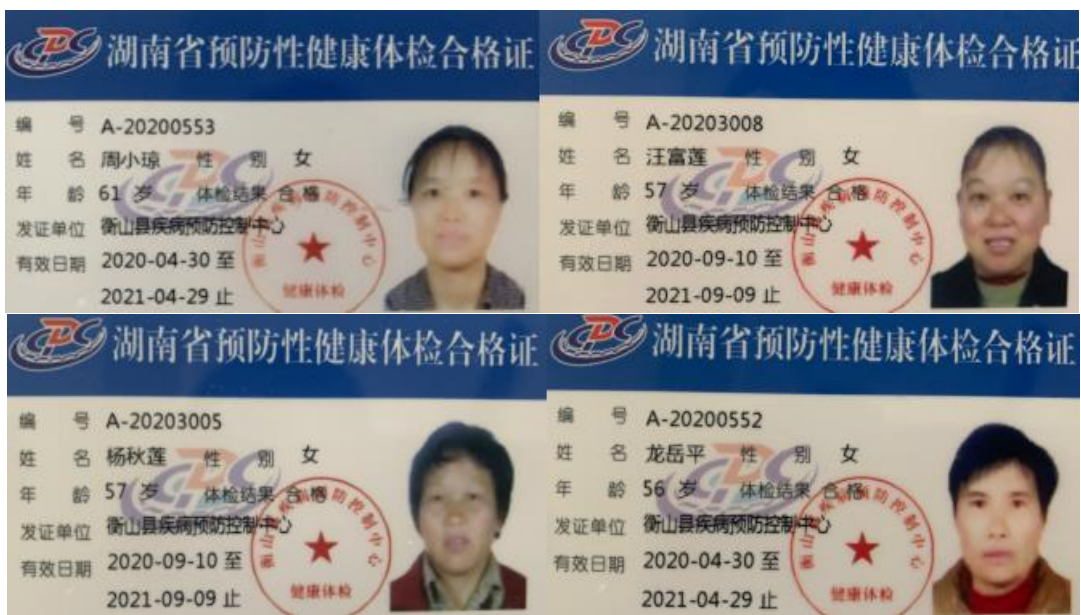 湖南省预防性健康体检合格证
编 号 A-20200553
姓 名 周小琼 性 别 女
年 龄 61 岁 体检结果 合格
发证单位 衡山县疾病预防控制中心
有效日期 2020-04-30 至
2021-04-29 止
健康体检
湖南省预防性健康体检合格证
编 号 A-20203008
姓 名 汪富莲 性 别 女
年 龄 57 岁 体检结果 合格
发证单位 衡山县疾病预防控制中心
有效日期 2020-09-10 至
2021-09-09 止
健康体检
湖南省预防性健康体检合格证
编 号 A-20203005
姓 名 杨秋莲 性 别 女
年 龄 57 岁 体检结果 合格
发证单位 衡山县疾病预防控制中心
有效日期 2020-09-10 至
2021-09-09 止
健康体检
湖南省预防性健康体检合格证
编 号 A-20200552
姓 名 龙岳平 性 别 女
年 龄 56 岁 体检结果 合格
发证单位 衡山县疾病预防控制中心
有效日期 2020-04-30 至
2021-04-29 止
健康体检